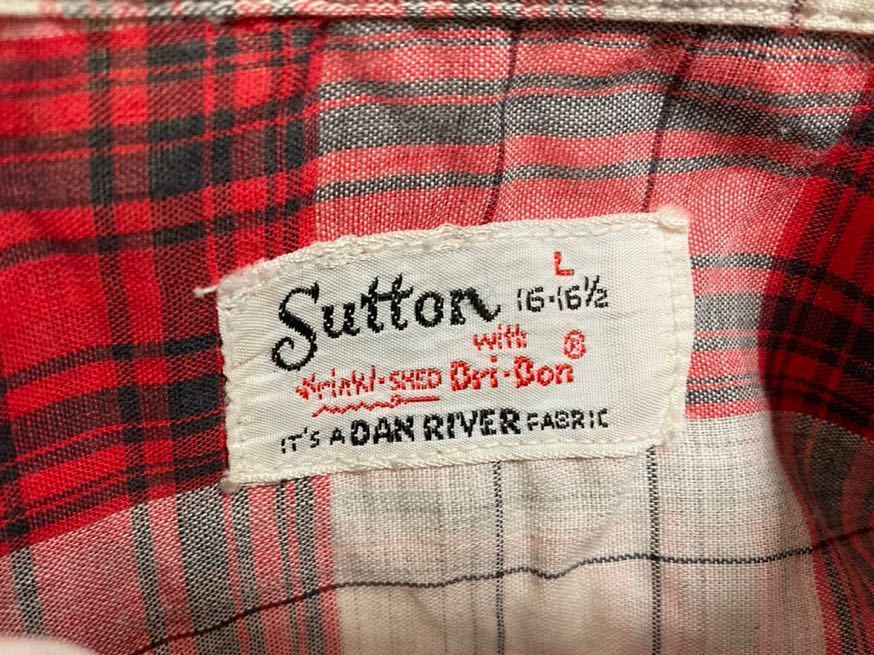 Sutton L 16-16½
with
Wrinkl-SHED Dri-Don®
IT'S A DAN RIVER FABRIC